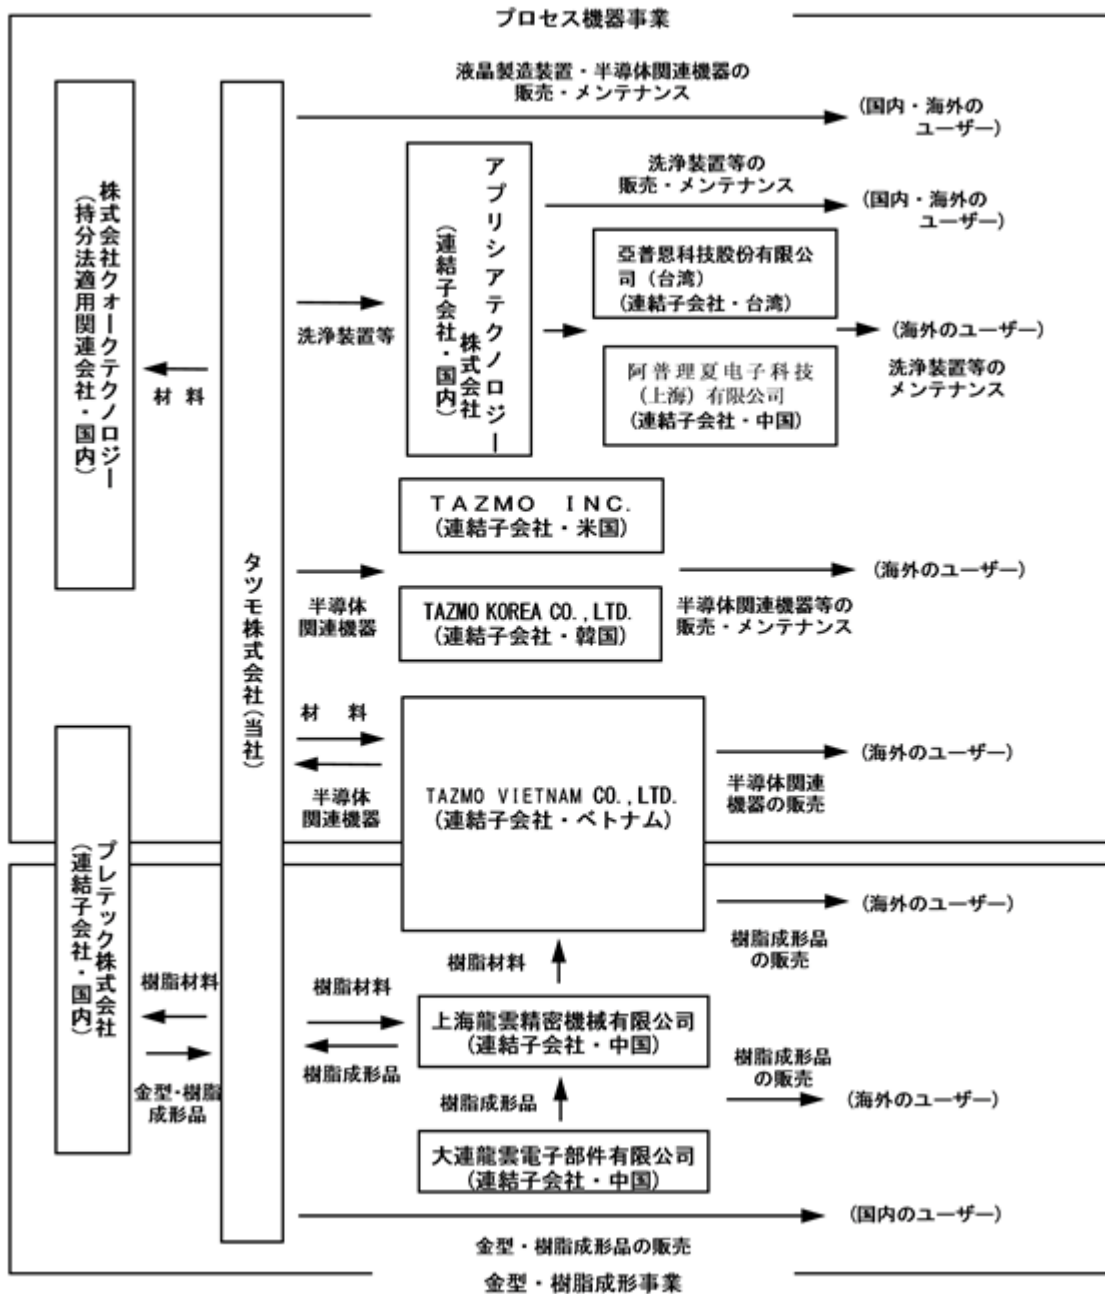 プロセス機器事業
液晶製造装置・半導体関連機器の
販売・メンテナンス
(国内・海外の
ユーザー)
株式会社クォークテクノロジー
(持分法適用関連会社・国内)
材 料
タツモ株式会社(当社)
洗浄装置等
アプリシアテクノロジー
株式会社
(連結子会社・国内)
洗浄装置等の
販売・メンテナンス
(国内・海外の
ユーザー)
亞普恩科技股份有限公
司(台湾)
(連結子会社・台湾)
阿普理夏电子科技
(上海)有限公司
(連結子会社・中国)
(海外のユーザー)
洗浄装置等の
メンテナンス
TAZMO INC.
(連結子会社・米国)
半導体
関連機器
TAZMO KOREA CO.,LTD.
(連結子会社・韓国)
(海外のユーザー)
半導体関連機器等の
販売・メンテナンス
材 料
半導体
関連機器
TAZMO VIETNAM CO.,LTD.
(連結子会社・ベトナム)
(海外のユーザー)
半導体関連
機器の販売
プレテック株式会社
(連結子会社・国内)
(海外のユーザー)
樹脂成形品
の販売
樹脂材料
樹脂材料
金型・樹脂
成形品
樹脂材料
樹脂成形品
上海龍雲精密機械有限公司
(連結子会社・中国)
樹脂成形品
の販売
(海外のユーザー)
樹脂成形品
大連龍雲電子部件有限公司
(連結子会社・中国)
(国内のユーザー)
金型・樹脂成形品の販売
金型・樹脂成形事業